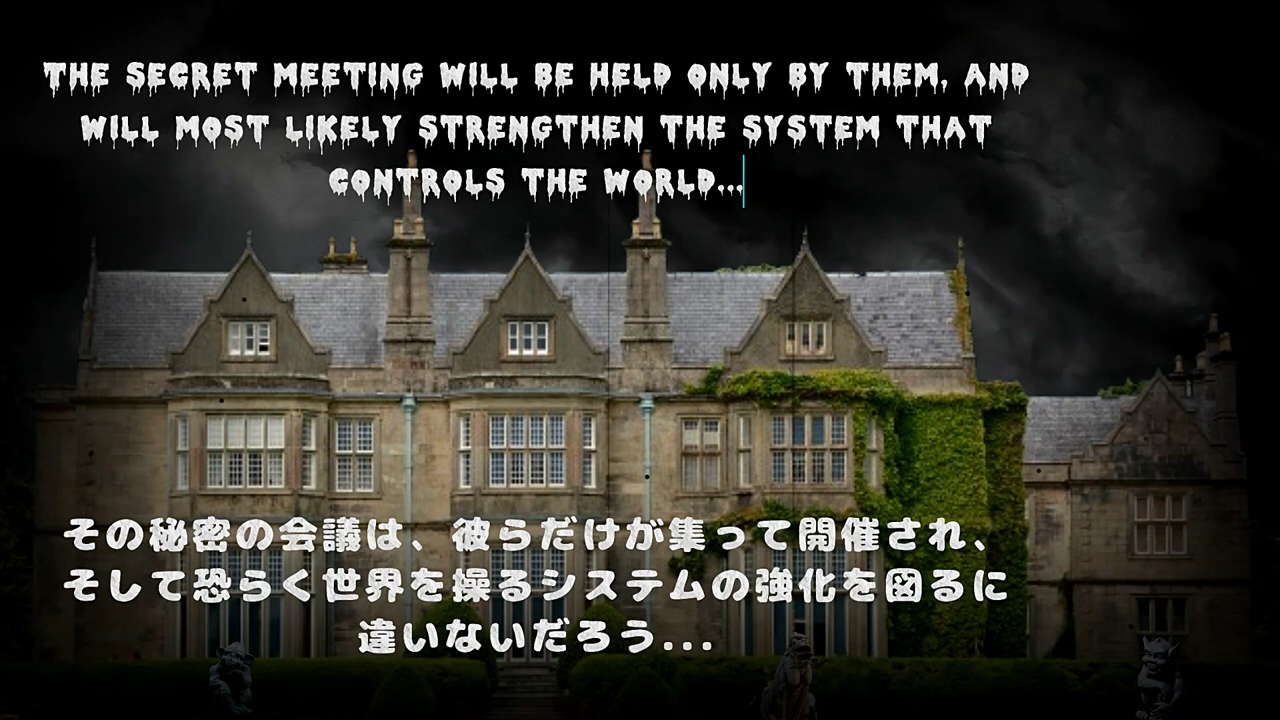 THE SECRET MEETING WILL BE HELD ONLY BY THEM, AND
WILL MOST LIKELY STRENGTHEN THE SYSTEM THAT
CONTROLS THE WORLD...
その秘密の会議は、彼らだけが集って開催され、
そして恐らく世界を操るシステムの強化を図るに
違いないだろう...